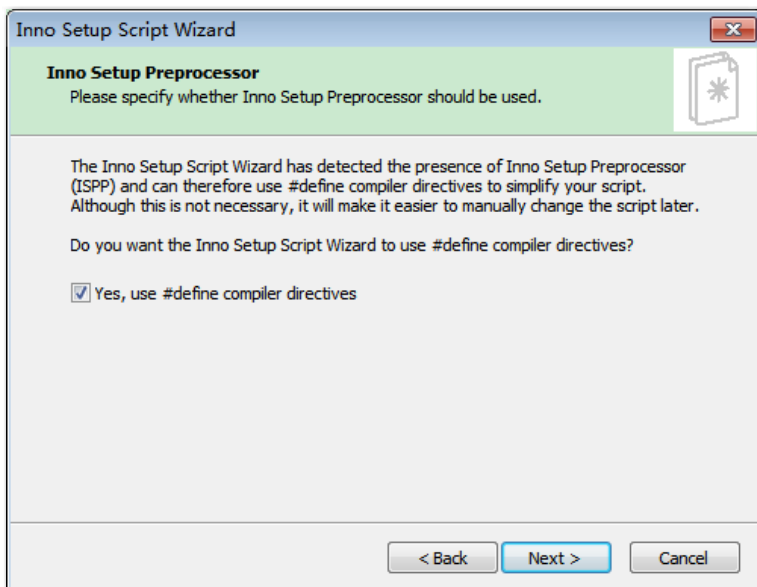 Inno Setup Script Wizard
Inno Setup Preprocessor
Please specify whether Inno Setup Preprocessor should be used.
The Inno Setup Script Wizard has detected the presence of Inno Setup Preprocessor
(ISPP) and can therefore use #define compiler directives to simplify your script.
Although this is not necessary, it will make it easier to manually change the script later.
Do you want the Inno Setup Script Wizard to use #define compiler directives?
Yes, use #define compiler directives
< Back
Next >
Cancel